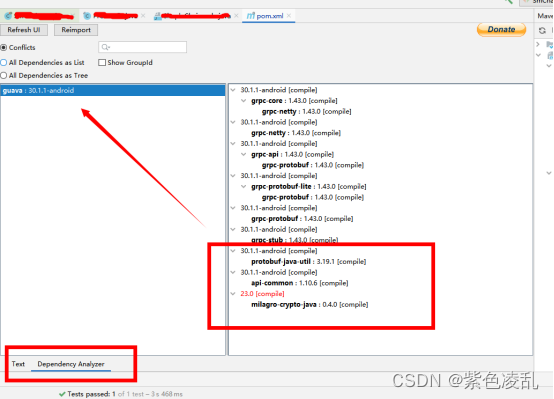 pom.xml
Mave
Refresh UI Reimport Donate
Conflicts
All Dependencies as List Show GroupId
All Dependencies as Tree
guava : 30.1.1-android
30.1.1-android [compile]
grpc-core : 1.43.0 [compile]
grpc-netty : 1.43.0 [compile]
30.1.1-android [compile]
grpc-netty : 1.43.0 [compile]
30.1.1-android [compile]
grpc-api : 1.43.0 [compile]
grpc-protobuf : 1.43.0 [compile]
30.1.1-android [compile]
grpc-protobuf-lite : 1.43.0 [compile]
grpc-protobuf : 1.43.0 [compile]
30.1.1-android [compile]
grpc-protobuf : 1.43.0 [compile]
30.1.1-android [compile]
grpc-stub : 1.43.0 [compile]
30.1.1-android [compile]
protobuf-java-util : 3.19.1 [compile]
30.1.1-android [compile]
api-common : 1.10.6 [compile]
23.0 [compile]
milagro-crypto-java : 0.4.0 [compile]
Text Dependency Analyzer
Tests passed: 1 of 1 test – 3 s 468 ms
CSDN @紫色凌乱